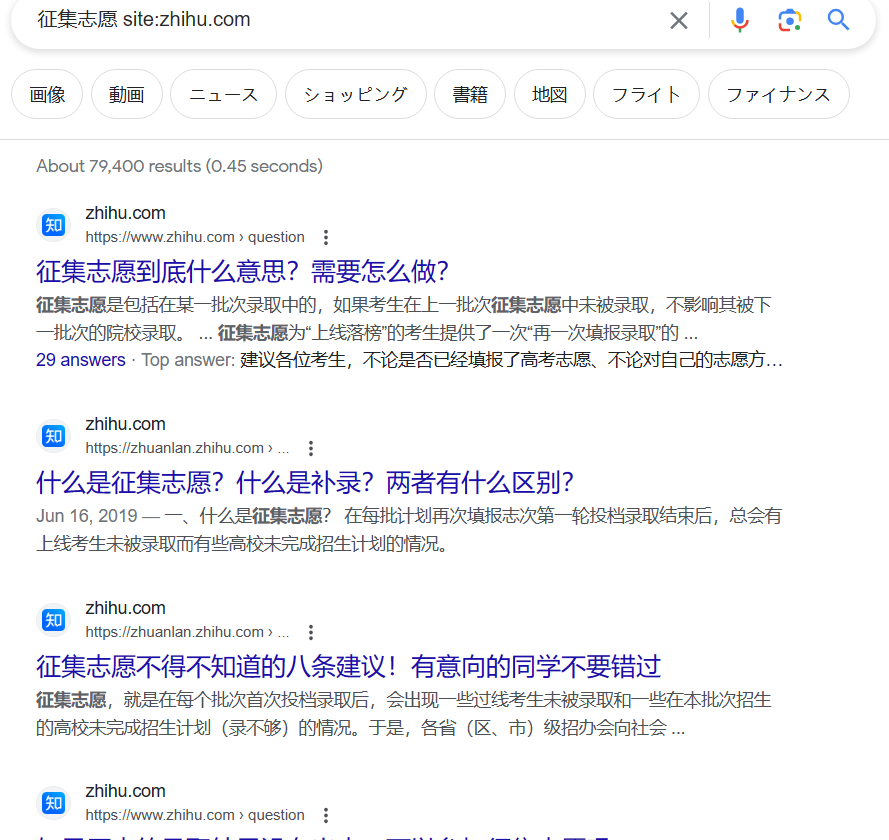 征集志愿 site:zhihu.com
画像 動画 ニュース ショッピング 書籍 地図 フライト ファイナンス
About 79,400 results (0.45 seconds)
知 zhihu.com
https://www.zhihu.com › question
征集志愿到底什么意思？需要怎么做？
征集志愿是包括在某一批次录取中的，如果考生在上一批次征集志愿中未被录取，不影响其被下
一批次的院校录取。 ... 征集志愿为“上线落榜”的考生提供了一次“再一次填报录取”的 ...
29 answers · Top answer: 建议各位考生，不论是否已经填报了高考志愿、不论对自己的志愿方…
知 zhihu.com
https://zhuanlan.zhihu.com › ...
什么是征集志愿？什么是补录？两者有什么区别？
Jun 16, 2019 — 一、什么是征集志愿？ 在每批计划再次填报志次第一轮投档录取结束后，总会有
上线考生未被录取而有些高校未完成招生计划的情况。
知 zhihu.com
https://zhuanlan.zhihu.com › ...
征集志愿不得不知道的八条建议！有意向的同学不要错过
征集志愿，就是在每个批次首次投档录取后，会出现一些过线考生未被录取和一些在本批次招生
的高校未完成招生计划（录不够）的情况。于是，各省（区、市）级招办会向社会 ...
知 zhihu.com
https://www.zhihu.com › question